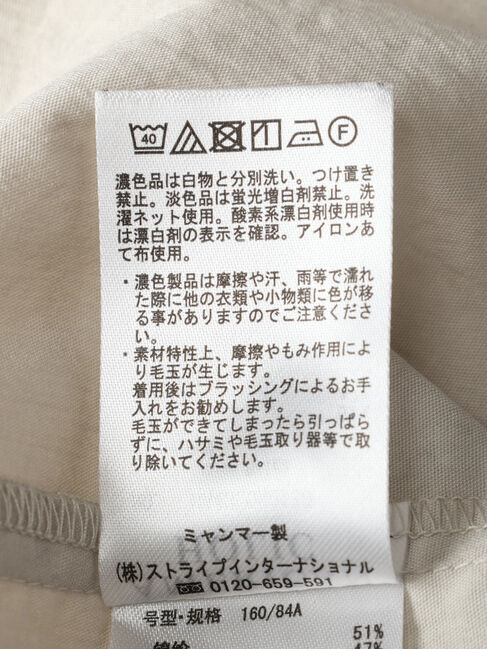 40 F
濃色品は白物と分別洗い。つけ置き
禁止。淡色品は蛍光増白剤禁止。洗
濯ネット使用。酸素系漂白剤使用時
は漂白剤の表示を確認。アイロンあ
て布使用。
・濃色製品は摩擦や汗、雨等で濡れ
た際に他の衣類や小物類に色が移
る事がありますのでご注意くださ
い。
・素材特性上、摩擦やもみ作用によ
り毛玉が生じます。
着用後はブラッシングによるお手
入れをお勧めします。
毛玉ができてしまったら引っぱら
ずに、ハサミや毛玉取り器等で取
り除いてください。
ミャンマー製
(株)ストライプインターナショナル
0120-659-591
号型·规格 160/84A
51%
47%